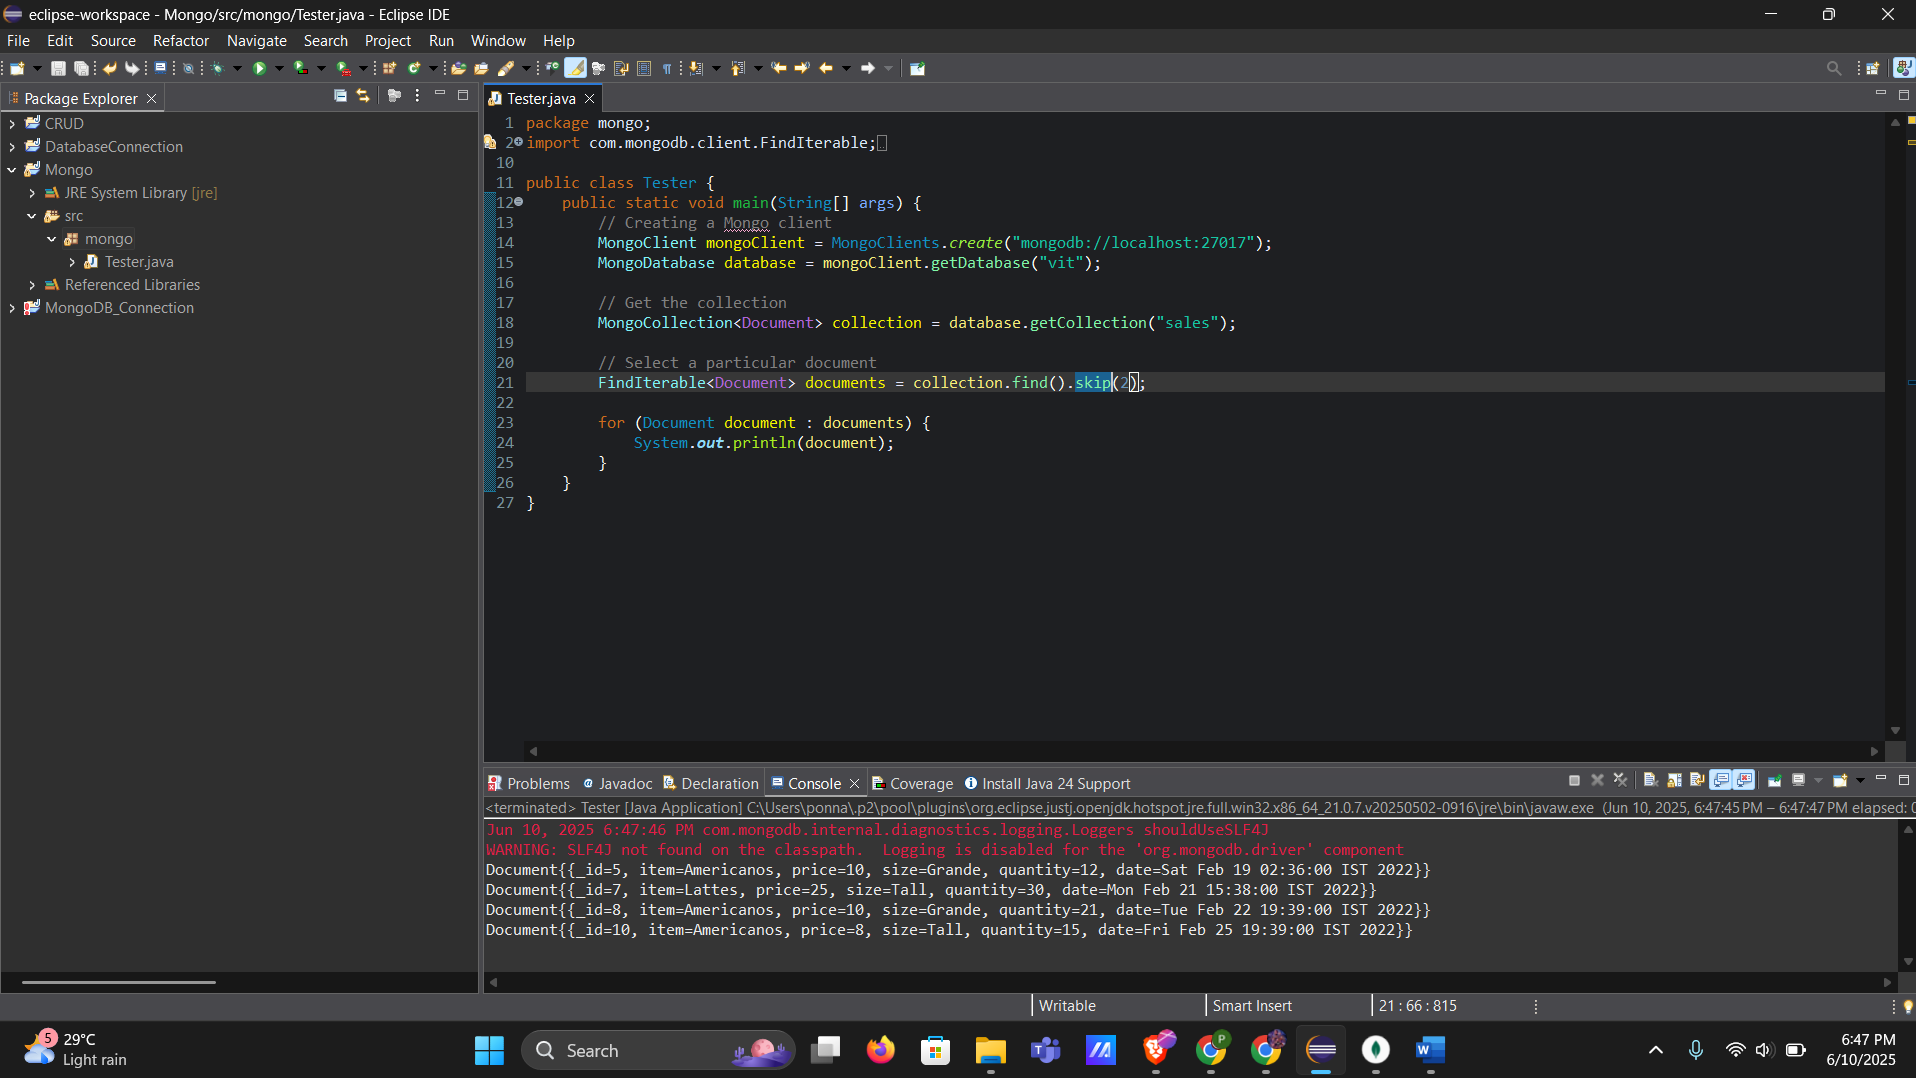 eclipse-workspace - Mongo/src/mongo/Tester.java - Eclipse IDE
File Edit Source Refactor Navigate Search Project Run Window Help
Package Explorer
CRUD
DatabaseConnection
Mongo
JRE System Library [jre]
src
mongo
Tester.java
Referenced Libraries
MongoDB_Connection
Tester.java
1 package mongo;
2 import com.mongodb.client.FindIterable;
10
11 public class Tester {
12 public static void main(String[] args) {
13 // Creating a Mongo client
14 MongoClient mongoClient = MongoClients.create("mongodb://localhost:27017");
15 MongoDatabase database = mongoClient.getDatabase("vit");
16
17 // Get the collection
18 MongoCollection<Document> collection = database.getCollection("sales");
19
20 // Select a particular document
21 FindIterable<Document> documents = collection.find().skip(2);
22
23 for (Document document : documents) {
24 System.out.println(document);
25 }
26 }
27 }
Problems @ Javadoc Declaration Console Coverage Install Java 24 Support
<terminated> Tester [Java Application] C:\Users\ponna\.p2\pool\plugins\org.eclipse.justj.openjdk.hotspot.jre.full.win32.x86_64_21.0.7.v20250502-0916\jre\bin\javaw.exe (Jun 10, 2025, 6:47:45 PM – 6:47:47 PM elapsed: 0
Jun 10, 2025 6:47:46 PM com.mongodb.internal.diagnostics.logging.Loggers shouldUseSLF4J
WARNING: SLF4J not found on the classpath. Logging is disabled for the 'org.mongodb.driver' component
Document{{_id=5, item=Americanos, price=10, size=Grande, quantity=12, date=Sat Feb 19 02:36:00 IST 2022}}
Document{{_id=7, item=Lattes, price=25, size=Tall, quantity=30, date=Mon Feb 21 15:38:00 IST 2022}}
Document{{_id=8, item=Americanos, price=10, size=Grande, quantity=21, date=Tue Feb 22 19:39:00 IST 2022}}
Document{{_id=10, item=Americanos, price=8, size=Tall, quantity=15, date=Fri Feb 25 19:39:00 IST 2022}}
Writable Smart Insert 21 : 66 : 815
5 29°C
Light rain
Search
6:47 PM
6/10/2025